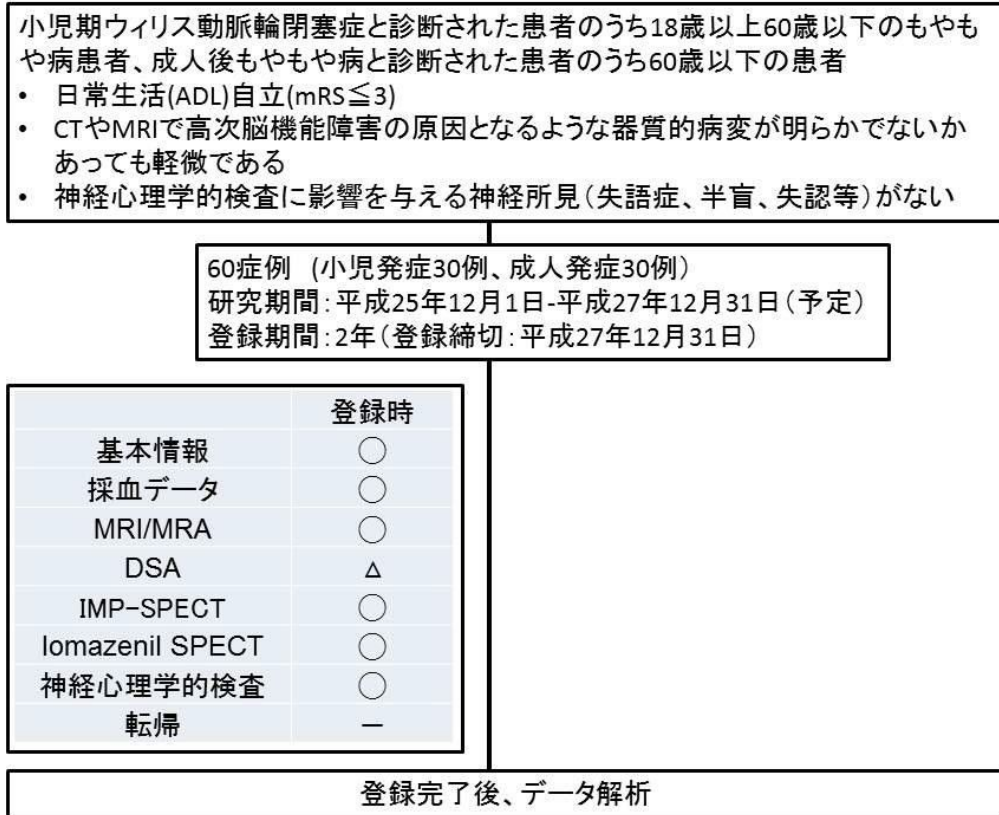 小児期ウィリス動脈輪閉塞症と診断された患者のうち18歳以上60歳以下のもやも
や病患者、成人後もやもや病と診断された患者のうち60歳以下の患者
• 日常生活(ADL)自立(mRS≦3)
• CTやMRIで高次脳機能障害の原因となるような器質的病変が明らかでないか
あっても軽微である
• 神経心理学的検査に影響を与える神経所見(失語症、半盲、失認等)がない
60症例 (小児発症30例、成人発症30例)
研究期間:平成25年12月1日-平成27年12月31日(予定)
登録期間:2年(登録締切:平成27年12月31日)
登録時
基本情報 ○
採血データ ○
MRI/MRA ○
DSA △
IMP-SPECT ○
Iomazenil SPECT ○
神経心理学的検査 ○
転帰 －
登録完了後、データ解析